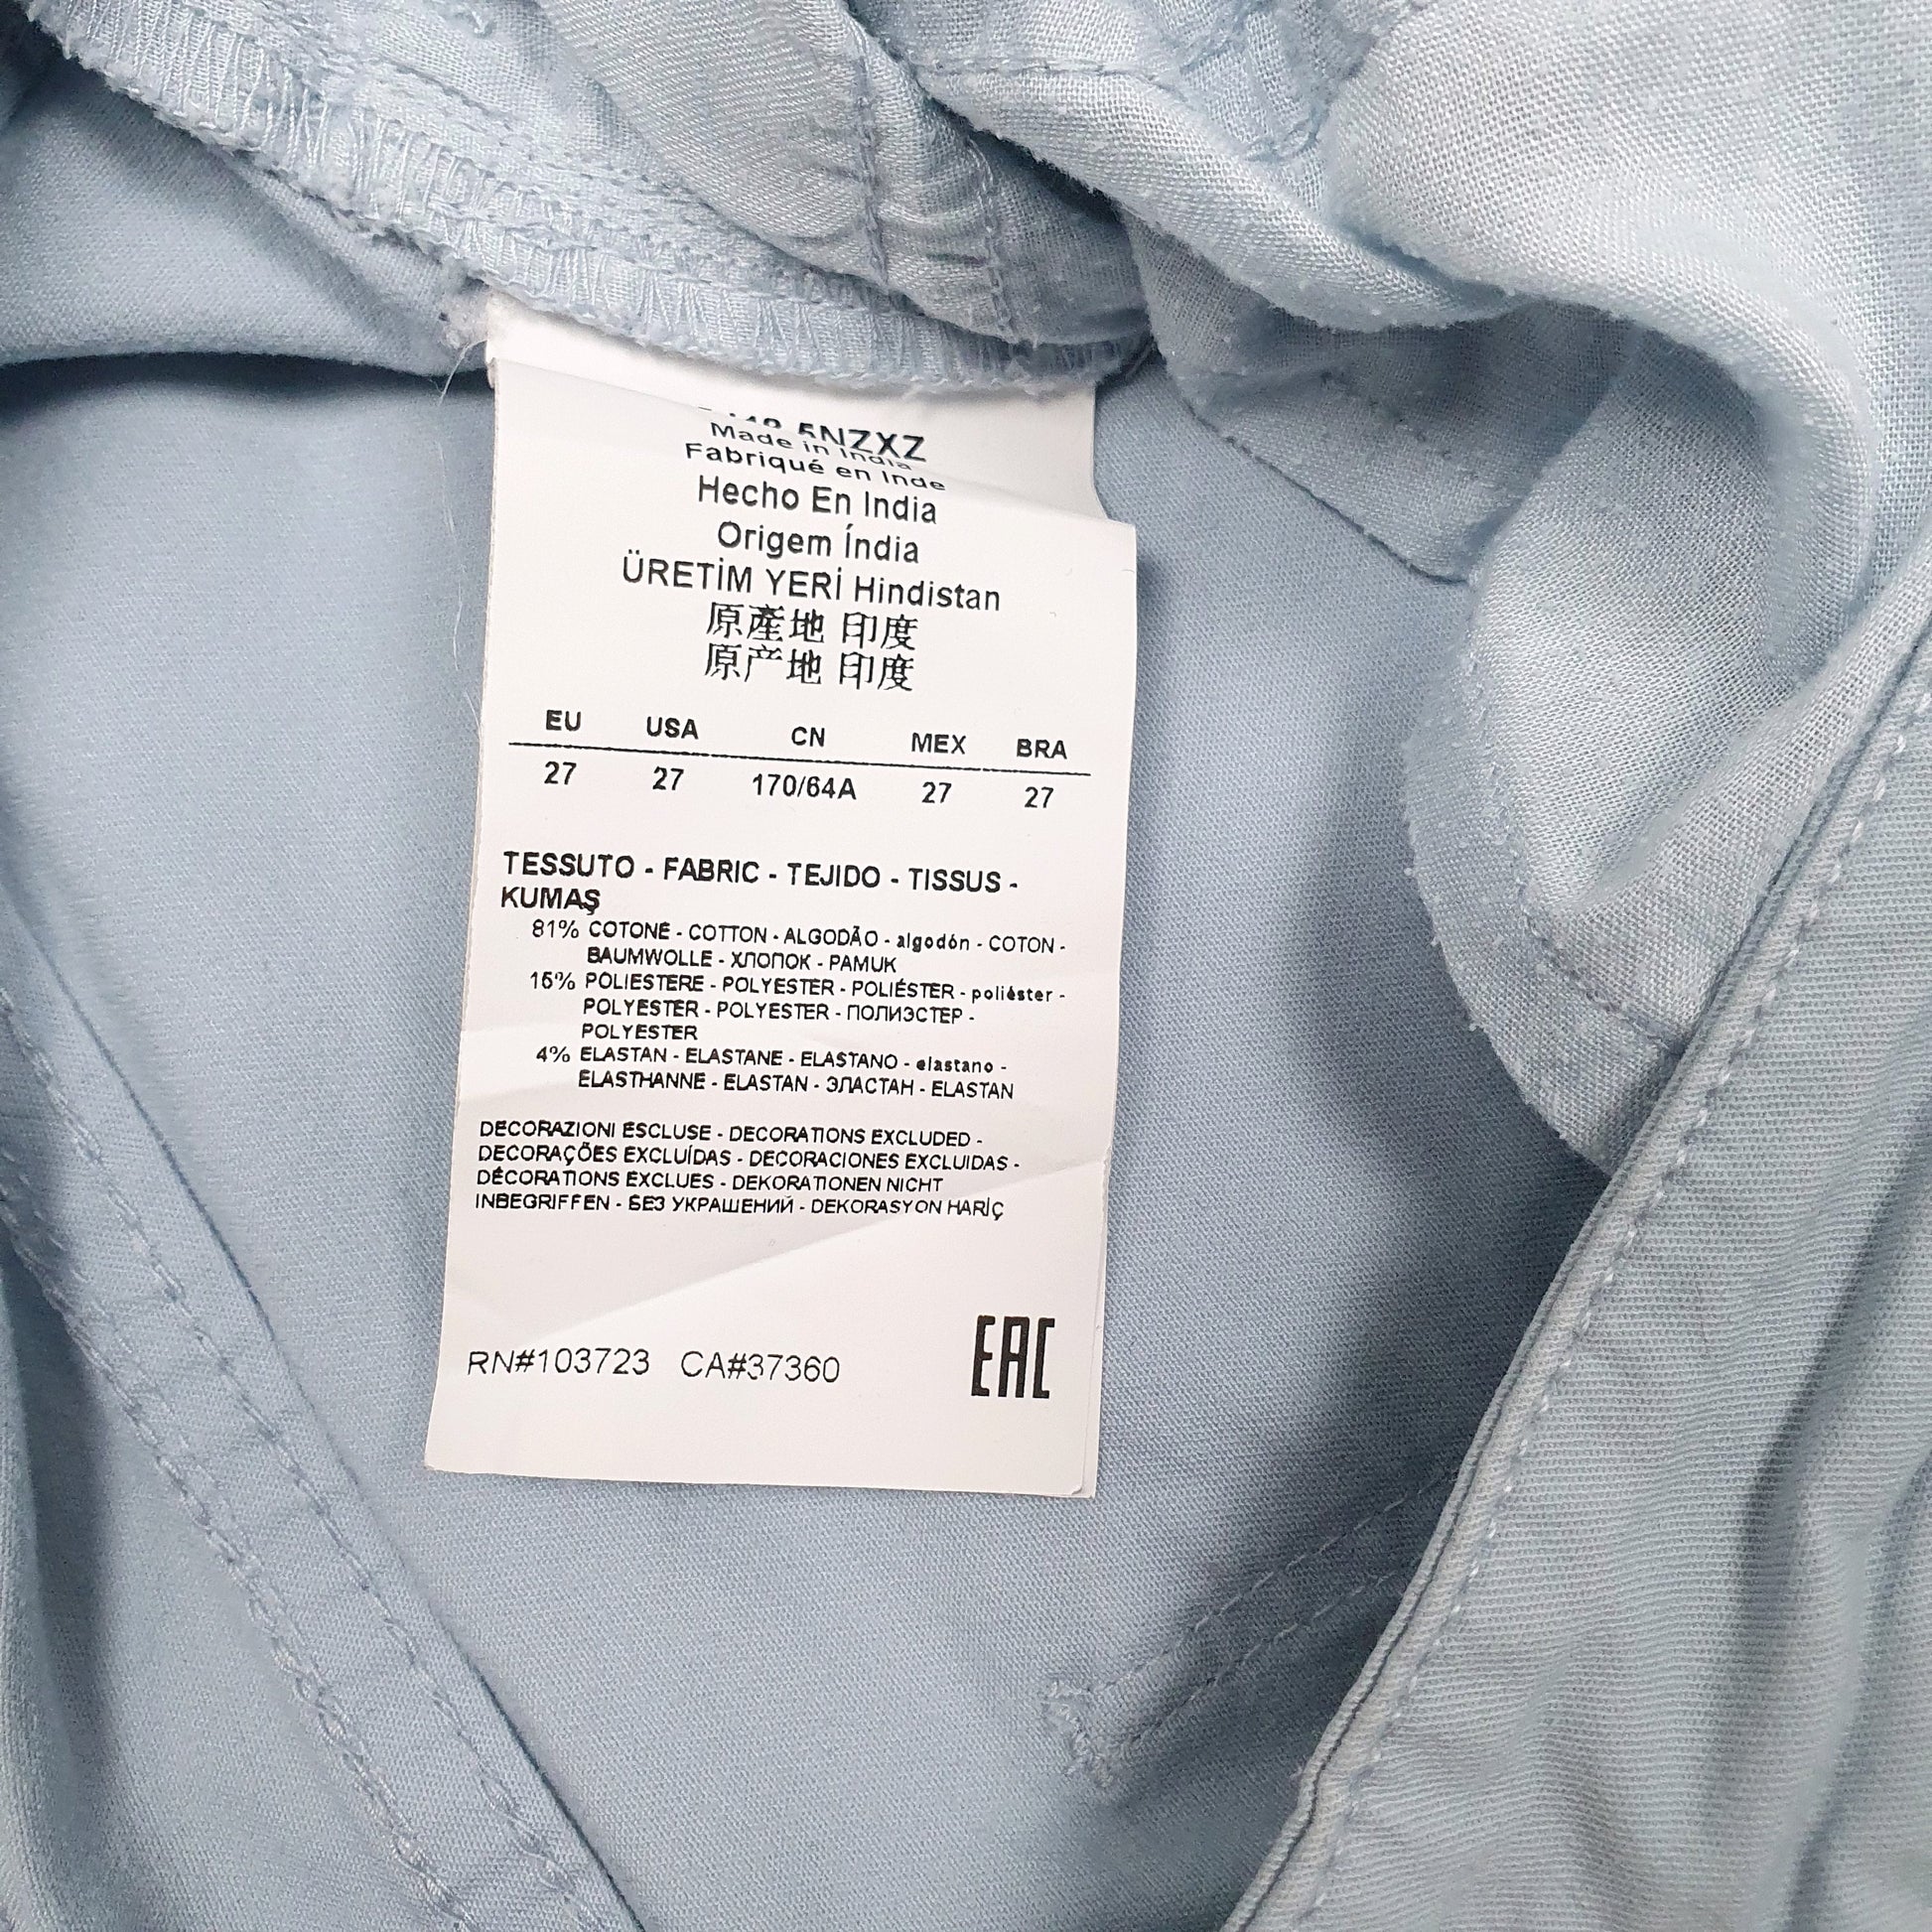 5NZXZ
Made in India
Fabriqué en Inde
Hecho En India
Origem Índia
ÜRETİM YERİ Hindistan
原產地 印度
原产地 印度
EU USA CN MEX BRA
27 27 170/64A 27 27
TESSUTO - FABRIC - TEJIDO - TISSUS -
KUMAŞ
81% COTONE - COTTON - ALGODÃO - algodón - COTON -
BAUMWOLLE - ХЛОПОК - PAMUK
15% POLIESTERE - POLYESTER - POLIÉSTER - poliéster -
POLYESTER - POLYESTER - ПОЛИЭСТЕР -
POLYESTER
4% ELASTAN - ELASTANE - ELASTANO - elastano -
ELASTHANNE - ELASTAN - ЭЛАСТАН - ELASTAN
DECORAZIONI ESCLUSE - DECORATIONS EXCLUDED -
DECORAÇÕES EXCLUÍDAS - DECORACIONES EXCLUIDAS -
DÉCORATIONS EXCLUES - DEKORATIONEN NICHT
INBEGRIFFEN - БЕЗ УКРАШЕНИЙ - DEKORASYON HARİÇ
RN#103723 CA#37360
EAC